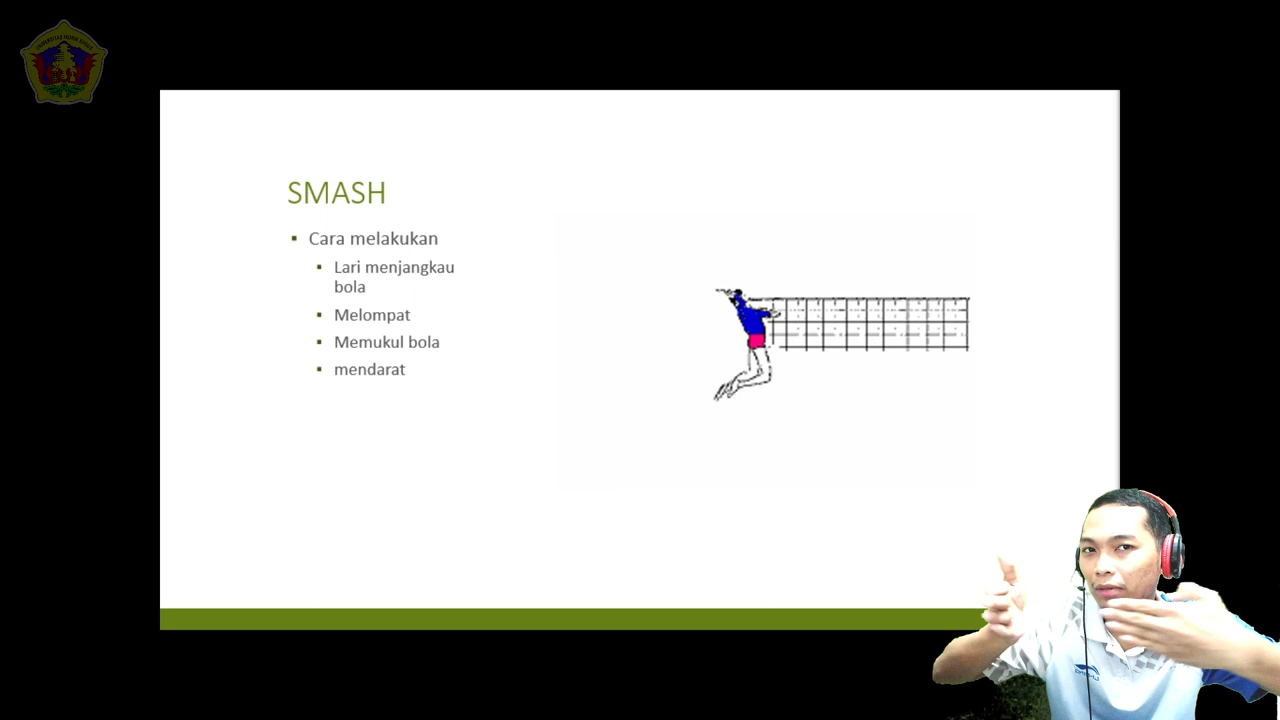 SMASH
Cara melakukan
Lari menjangkau
bola
Melompat
Memukul bola
mendarat